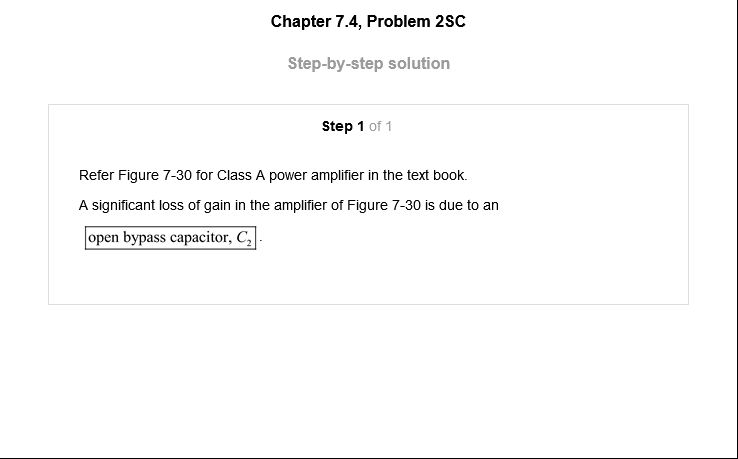 Chapter 7.4, Problem 2SC
Step-by-step solution
Step 1 of 1
Refer Figure 7-30 for Class A power amplifier in the text book.
A significant loss of gain in the amplifier of Figure 7-30 is due to an
open bypass capacitor, C₂.